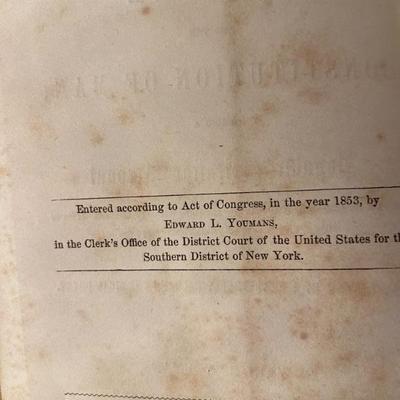 Entered according to Act of Congress, in the year 1853, by
EDWARD L. YOUMANS,
in the Clerk's Office of the District Court of the United States for th
Southern District of New York.